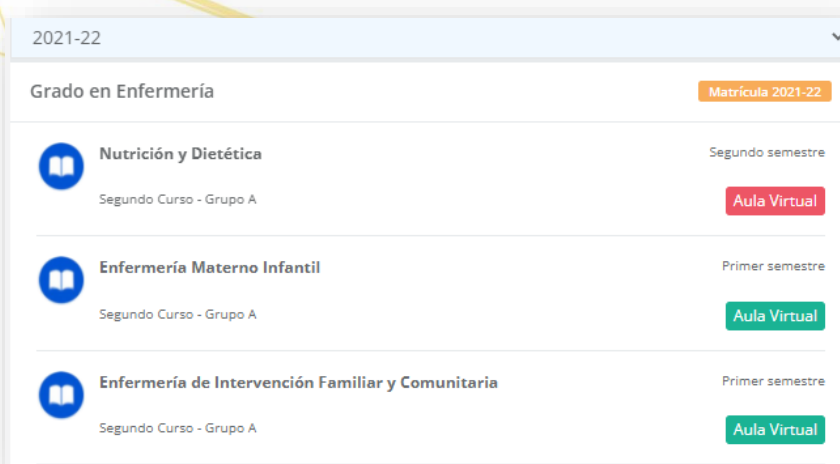 2021-22
Grado en Enfermería
Matrícula 2021-22
Nutrición y Dietética
Segundo semestre
Segundo Curso - Grupo A
Aula Virtual
Enfermería Materno Infantil
Primer semestre
Segundo Curso - Grupo A
Aula Virtual
Enfermería de Intervención Familiar y Comunitaria
Primer semestre
Segundo Curso - Grupo A
Aula Virtual